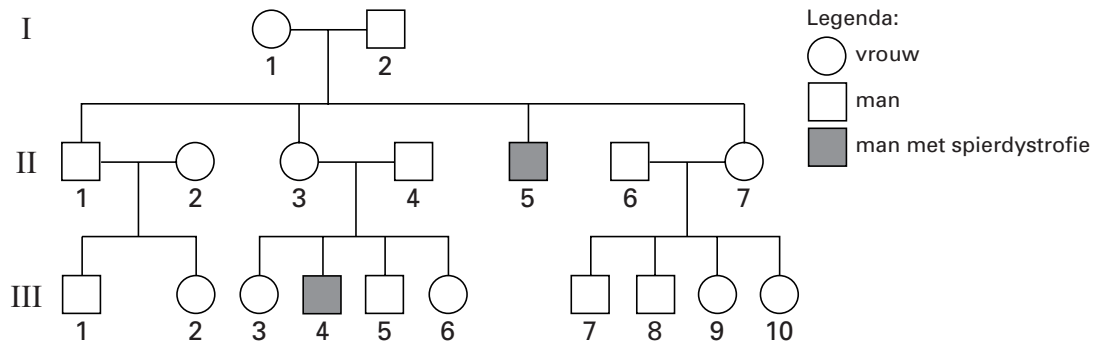 Legenda:
I
vrouw
1 2
man
man met spierdystrofie
II
1 2 3 4 5 6 7
III
1 2 3 4 5 6 7 8 9 10